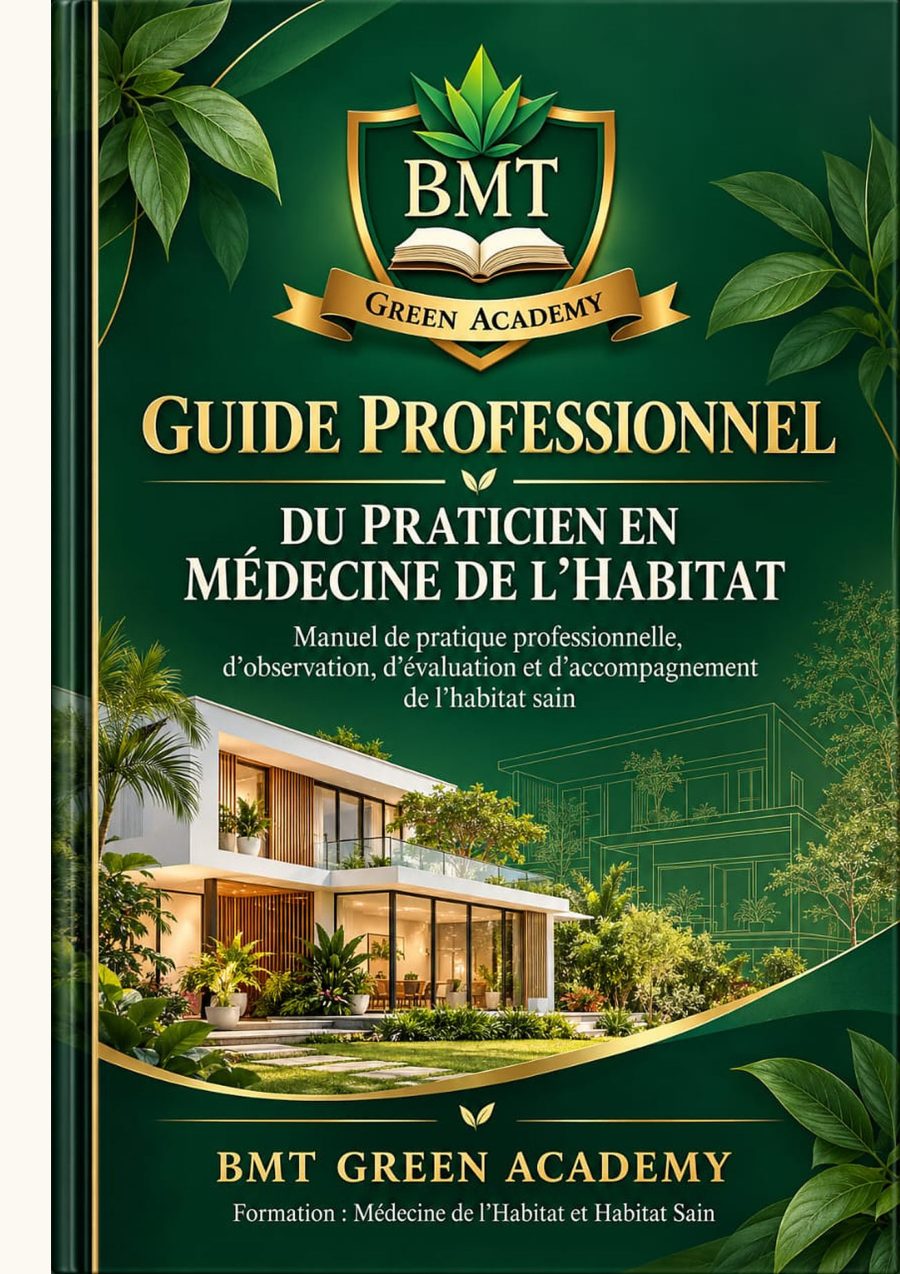 BMT
GREEN ACADEMY
GUIDE PROFESSIONNEL
DU PRATICIEN EN
MÉDECINE DE L’HABITAT
Manuel de pratique professionnelle,
d’observation, d’évaluation et d’accompagnement
de l’habitat sain
BMT GREEN ACADEMY
Formation : Médecine de l’Habitat et Habitat Sain